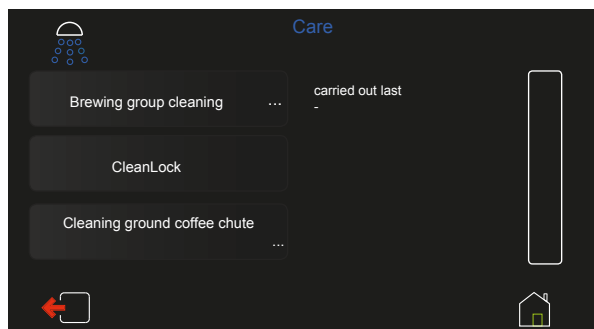 Care
Brewing group cleaning ...
carried out last
-
CleanLock
Cleaning ground coffee chute
...